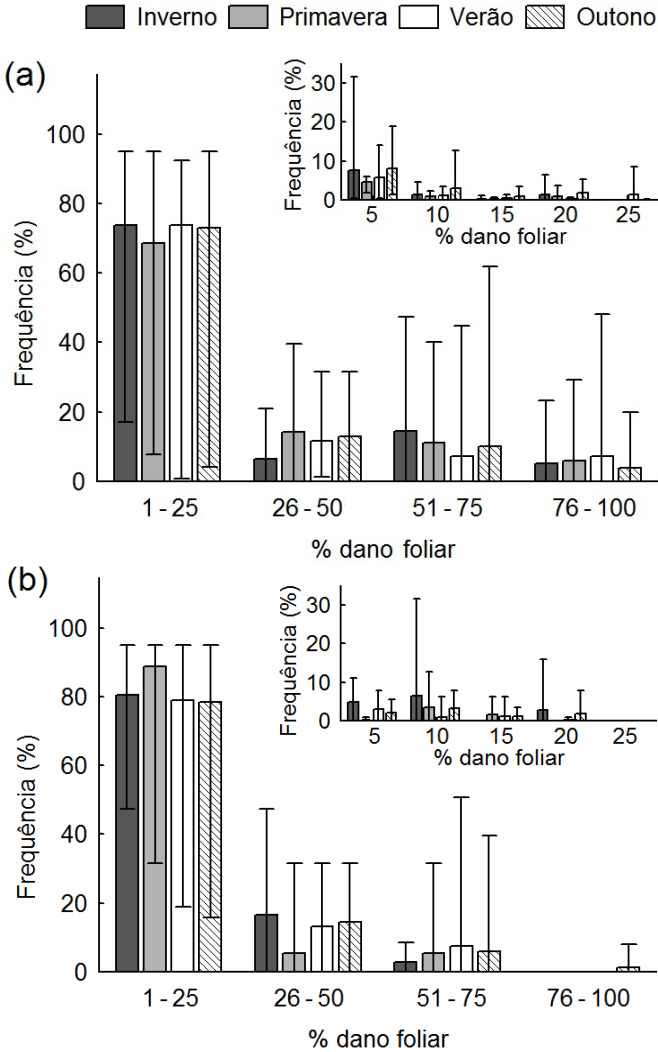 Inverno Primavera Verão Outono
(a)
Frequência (%)
100
80
60
40
20
0
1 - 25 26 - 50 51 - 75 76 - 100
% dano foliar
Frequência (%)
30
20
10
0
5 10 15 20 25
% dano foliar
(b)
Frequência (%)
100
80
60
40
20
0
1 - 25 26 - 50 51 - 75 76 - 100
% dano foliar
Frequência (%)
30
20
10
0
5 10 15 20 25
% dano foliar